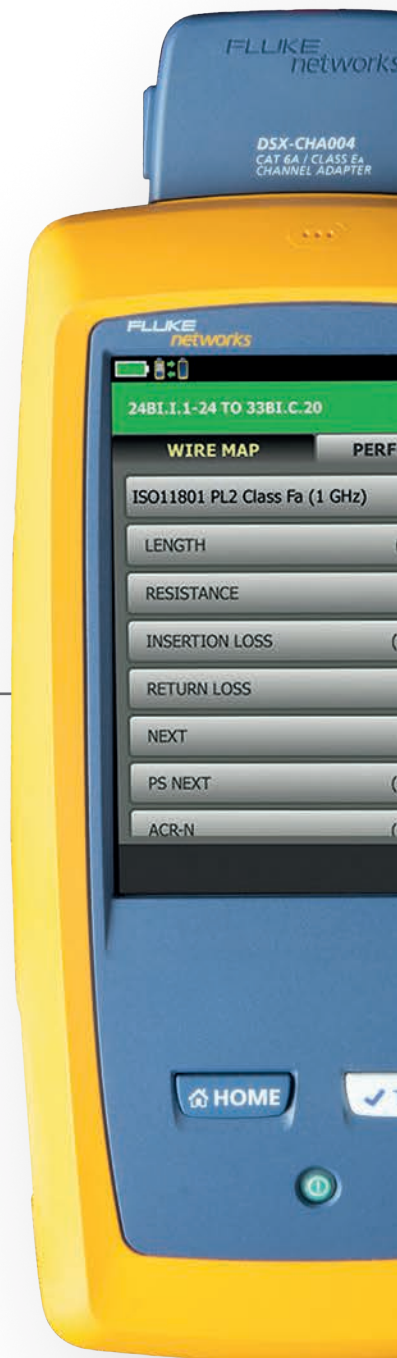 FLUKE
networks
DSX-CHA004
CAT 6A / CLASS EA
CHANNEL ADAPTER
FLUKE
networks
24BI.I.1-24 TO 33BI.C.20
WIRE MAP PERF
ISO11801 PL2 Class Fa (1 GHz)
LENGTH
RESISTANCE
INSERTION LOSS (
RETURN LOSS
NEXT
PS NEXT (
ACR-N (
HOME